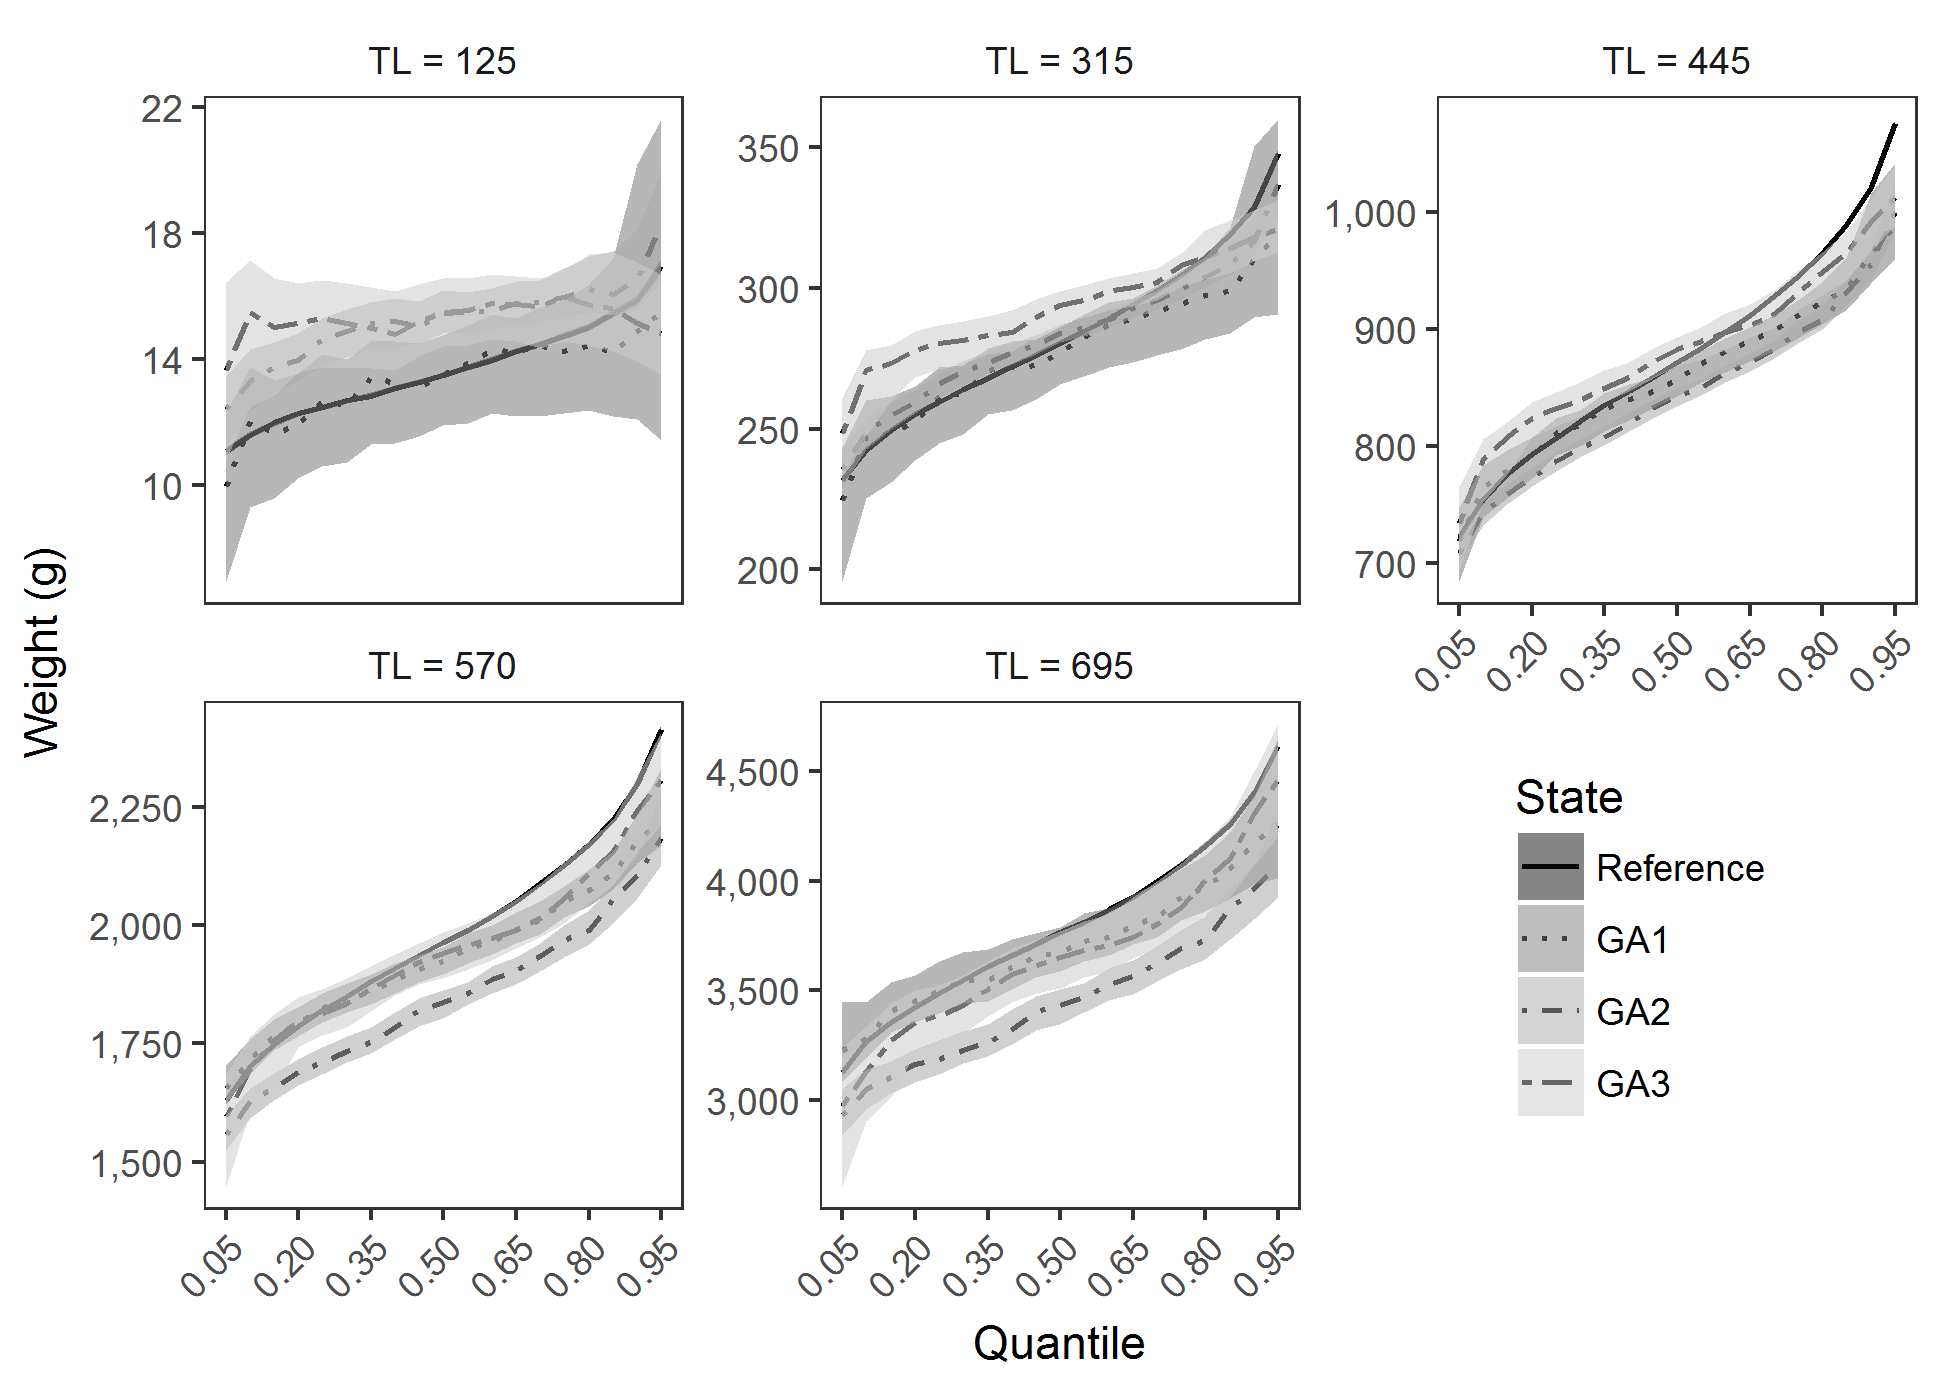 TL = 125
TL = 315
TL = 445
22
18
14
10
350
300
250
200
1,000
900
800
700
0.05 0.20 0.35 0.50 0.65 0.80 0.95
Weight (g)
TL = 570
TL = 695
2,250
2,000
1,750
1,500
4,500
4,000
3,500
3,000
0.05 0.20 0.35 0.50 0.65 0.80 0.95
0.05 0.20 0.35 0.50 0.65 0.80 0.95
Quantile
State
Reference
GA1
GA2
GA3